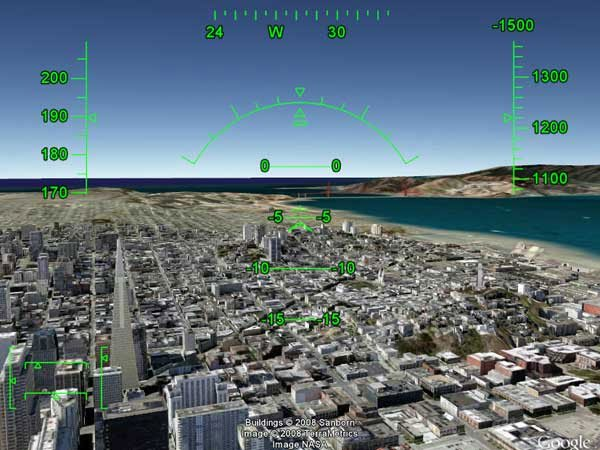 24 W 30
-1500
200
190
180
170
1300
1200
1100
0 0
-5 -5
-10 -10
-15 -15
Buildings © 2008 Sanborn
Image © 2008 TerraMetrics
Image NASA
Google